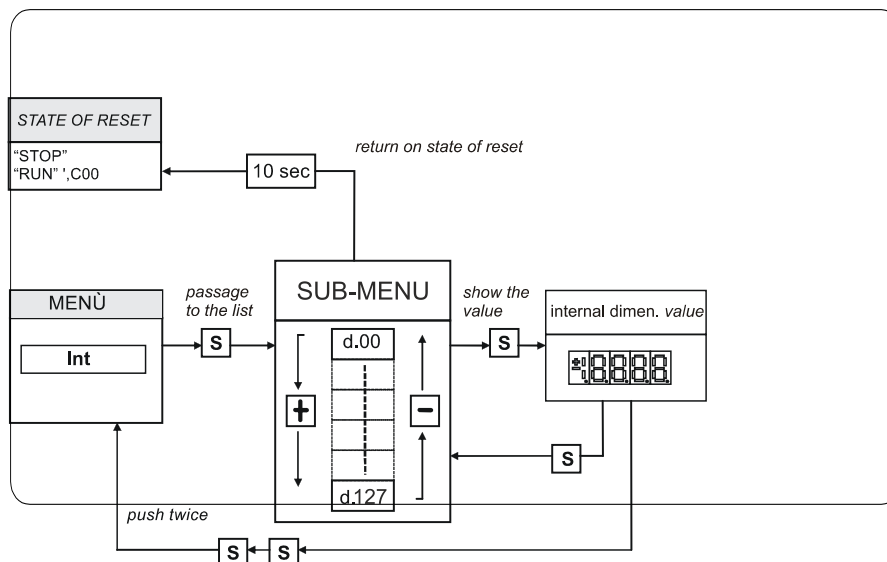 STATE OF RESET
"STOP"
"RUN" ',C00
return on state of reset
10 sec
MENÙ
Int
passage
to the list
S
SUB-MENU
d.00
+
−
d.127
show the
value
S
internal dimen. value
S
push twice
S
S